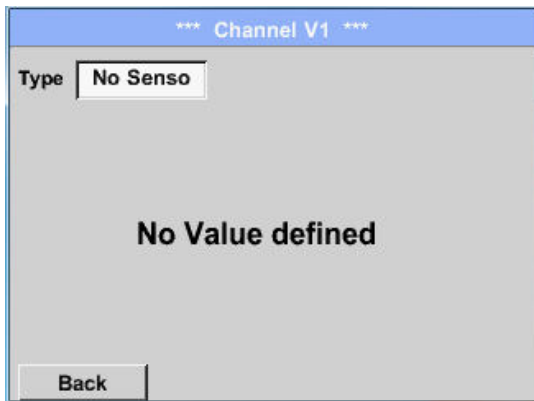 *** Channel V1 ***
Type No Senso
No Value defined
Back